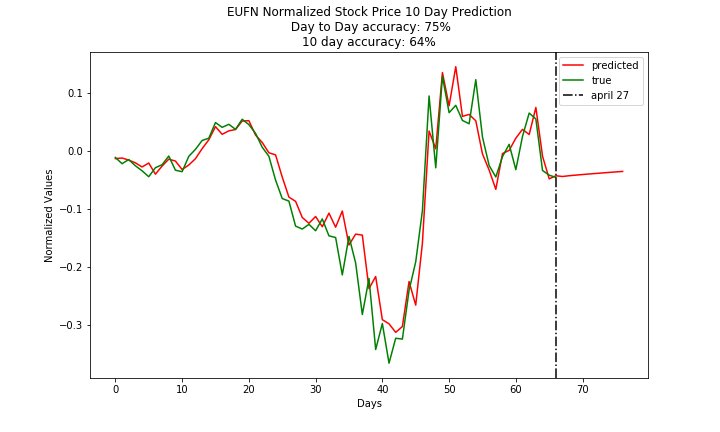 EUFN Normalized Stock Price 10 Day Prediction
Day to Day accuracy: 75%
10 day accuracy: 64%
predicted
true
april 27
0.1
0.0
−0.1
−0.2
−0.3
Normalized Values
0 10 20 30 40 50 60 70
Days